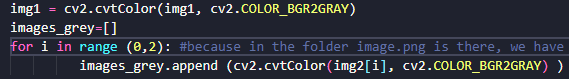 img1 = cv2.cvtColor(img1, cv2.COLOR_BGR2GRAY)
images_grey=[]
for i in range (0,2): #because in the folder image.png is there, we have
images_grey.append (cv2.cvtColor(img2[i], cv2.COLOR_BGR2GRAY) )